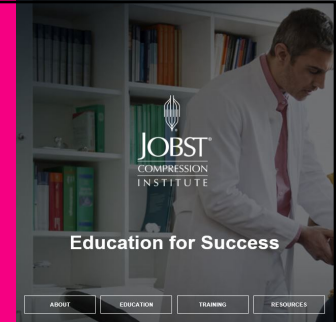 JOBST®
COMPRESSION
INSTITUTE
Education for Success
ABOUT
EDUCATION
TRAINING
RESOURCES